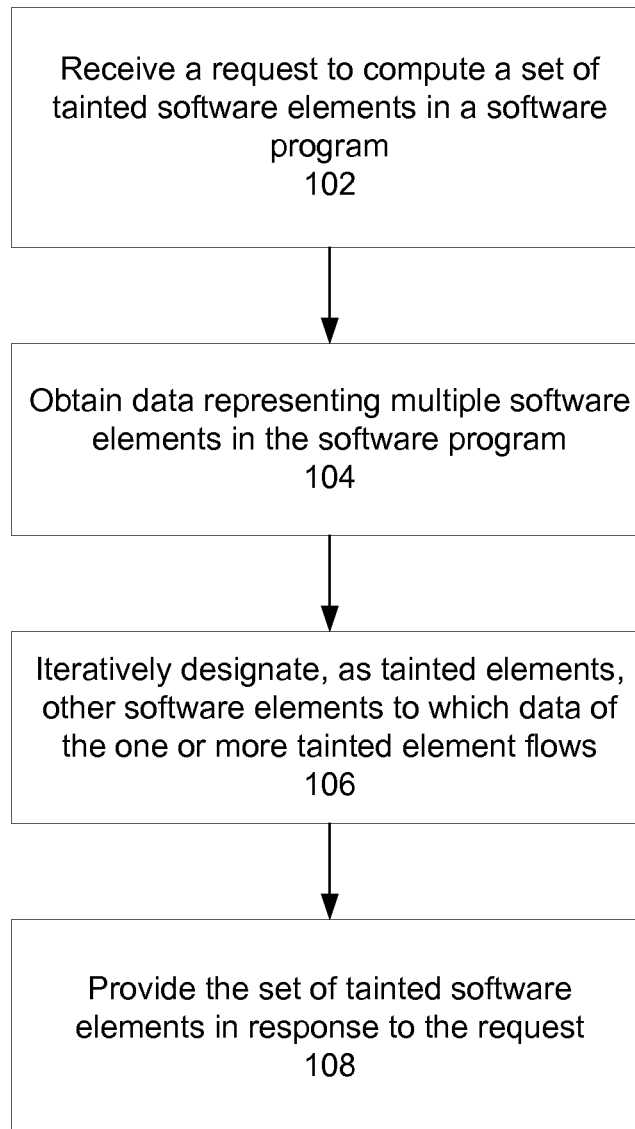 Receive a request to compute a set of
tainted software elements in a software
program
102
Obtain data representing multiple software
elements in the software program
104
Iteratively designate, as tainted elements,
other software elements to which data of
the one or more tainted element flows
106
Provide the set of tainted software
elements in response to the request
108